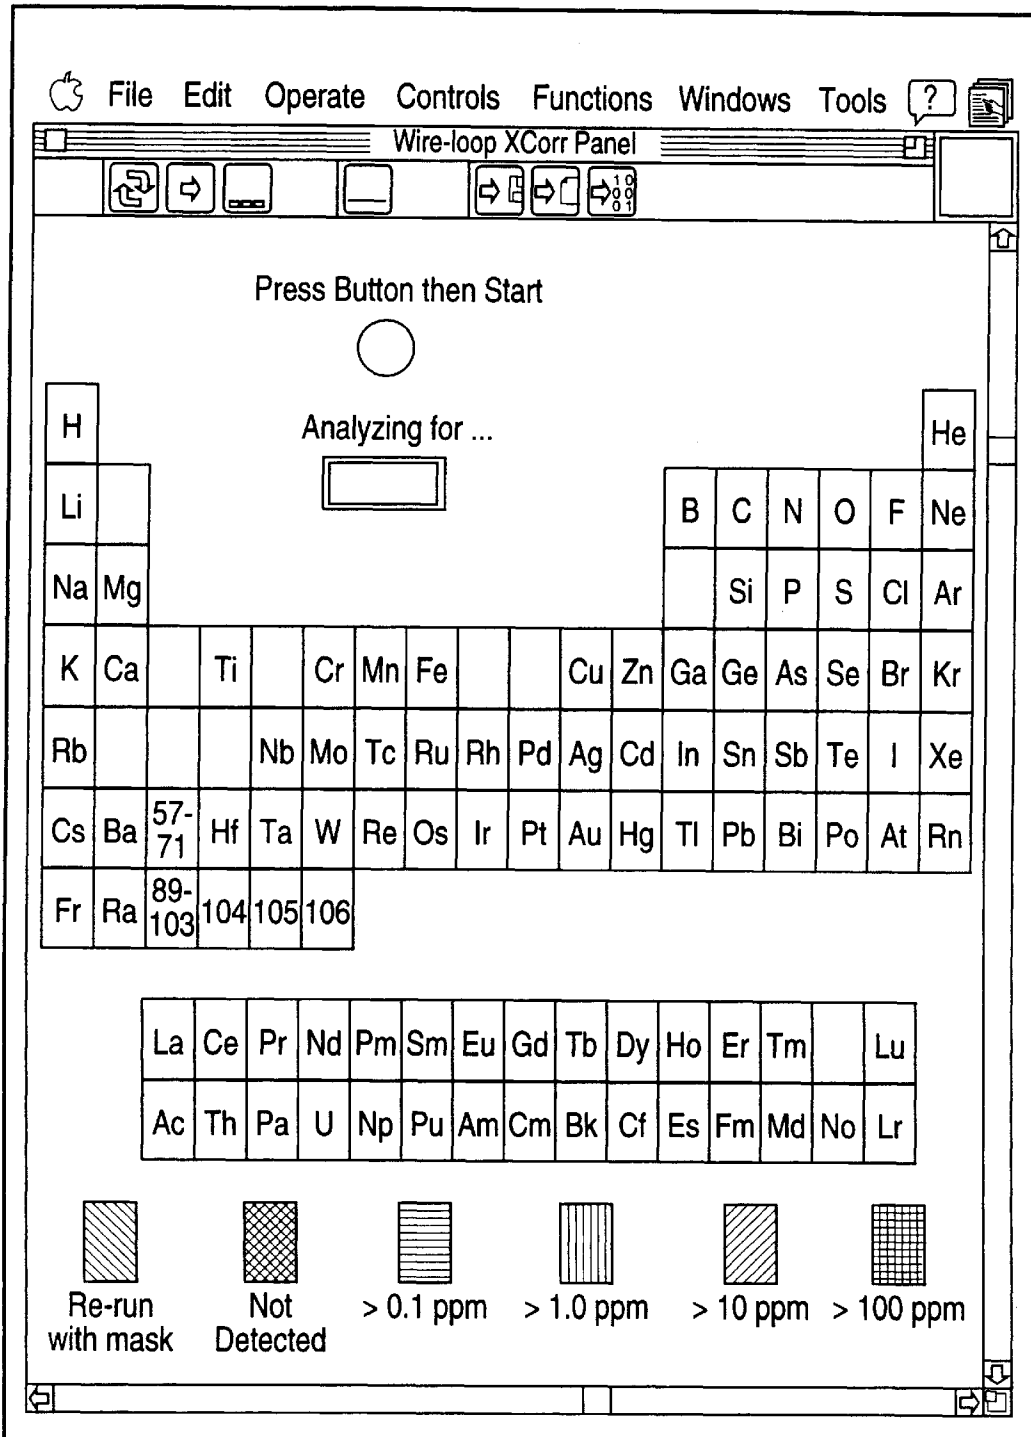 File Edit Operate Controls Functions Windows Tools ?
Wire-loop XCorr Panel
1 0
0 0
0 1
Press Button then Start
H Analyzing for ... He
Li B C N O F Ne
Na Mg Si P S Cl Ar
K Ca Ti Cr Mn Fe Cu Zn Ga Ge As Se Br Kr
Rb Nb Mo Tc Ru Rh Pd Ag Cd In Sn Sb Te I Xe
Cs Ba 57-71 Hf Ta W Re Os Ir Pt Au Hg Tl Pb Bi Po At Rn
Fr Ra 89-103 104 105 106
La Ce Pr Nd Pm Sm Eu Gd Tb Dy Ho Er Tm Lu
Ac Th Pa U Np Pu Am Cm Bk Cf Es Fm Md No Lr
Re-run Not > 0.1 ppm > 1.0 ppm > 10 ppm > 100 ppm
with mask Detected